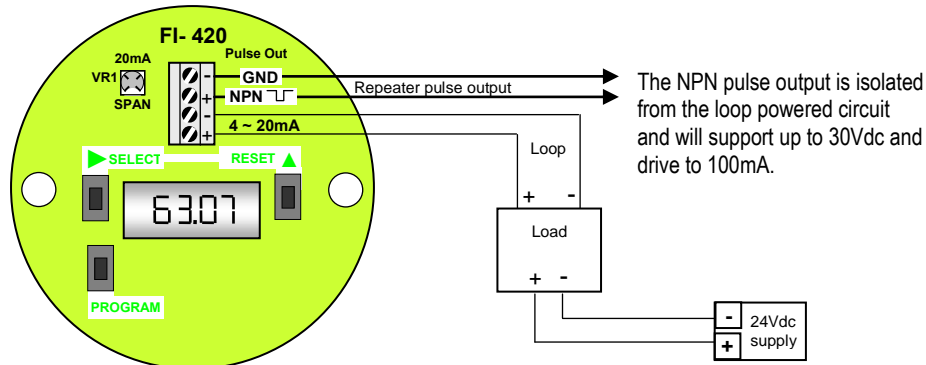 FI- 420
20mA
Pulse Out
VR1
SPAN
- GND
+ NPN
Repeater pulse output
-
+ 4 ~ 20mA
The NPN pulse output is isolated
from the loop powered circuit
and will support up to 30Vdc and
drive to 100mA.
SELECT
RESET
Loop
63.07
+ -
Load
+ -
PROGRAM
- 24Vdc
+ supply